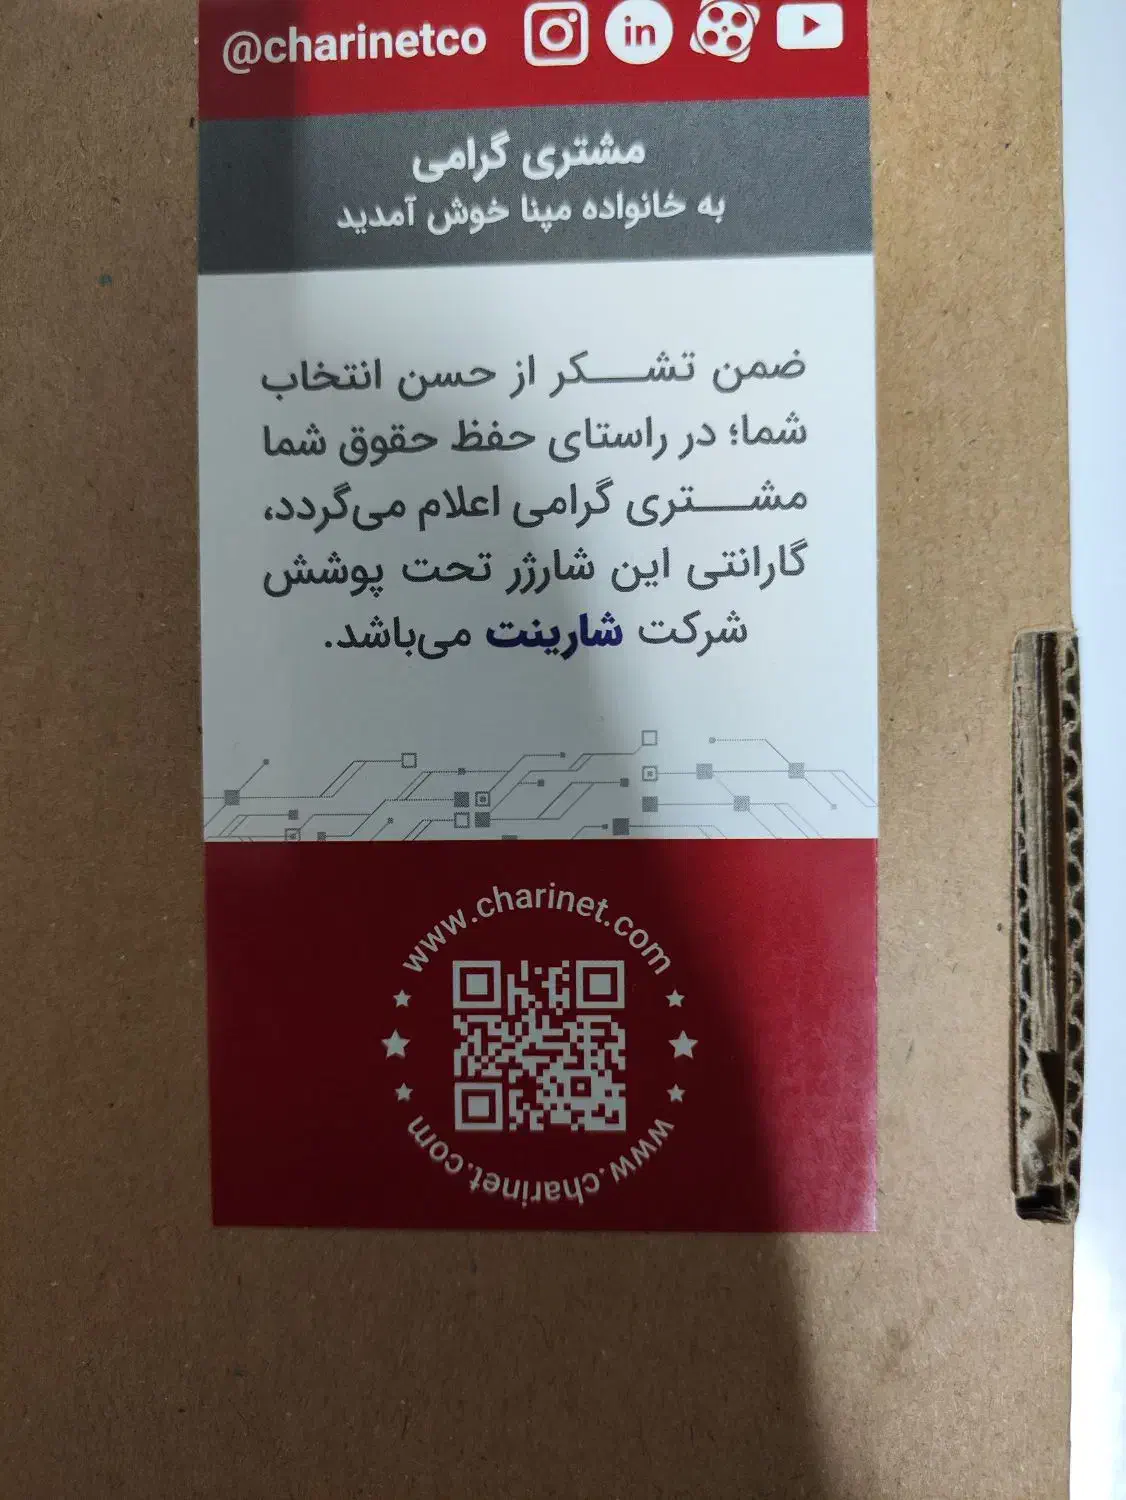 @charinetco
مشتری گرامی
به خانواده مپنا خوش آمدید
ضمن تشـــکر از حسن انتخاب
شما؛ در راستای حفظ حقوق شما
مشـــتری گرامی اعلام می‌گردد،
گارانتی این شارژر تحت پوشش
شرکت شارینت می‌باشد.
www.charinet.com
www.charinet.com